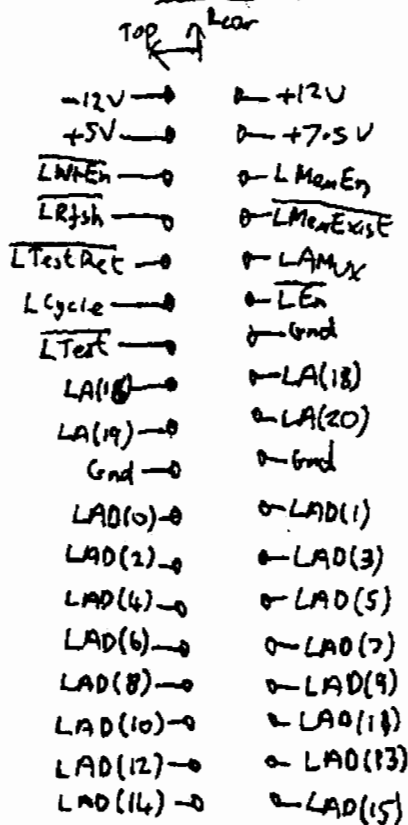 Rear
Top
-12V +12V
+5V +7.5V
LWrEn LMemEn
LRfsh LMemExist
LTestRet LAMux
LCycle LEn
LTest Gnd
LA(18)
LA(19) LA(20)
Gnd Gnd
LAD(0) LAD(1)
LAD(2) LAD(3)
LAD(4) LAD(5)
LAD(6) LAD(7)
LAD(8) LAD(9)
LAD(10) LAD(11)
LAD(12) LAD(13)
LAD(14) LAD(15)